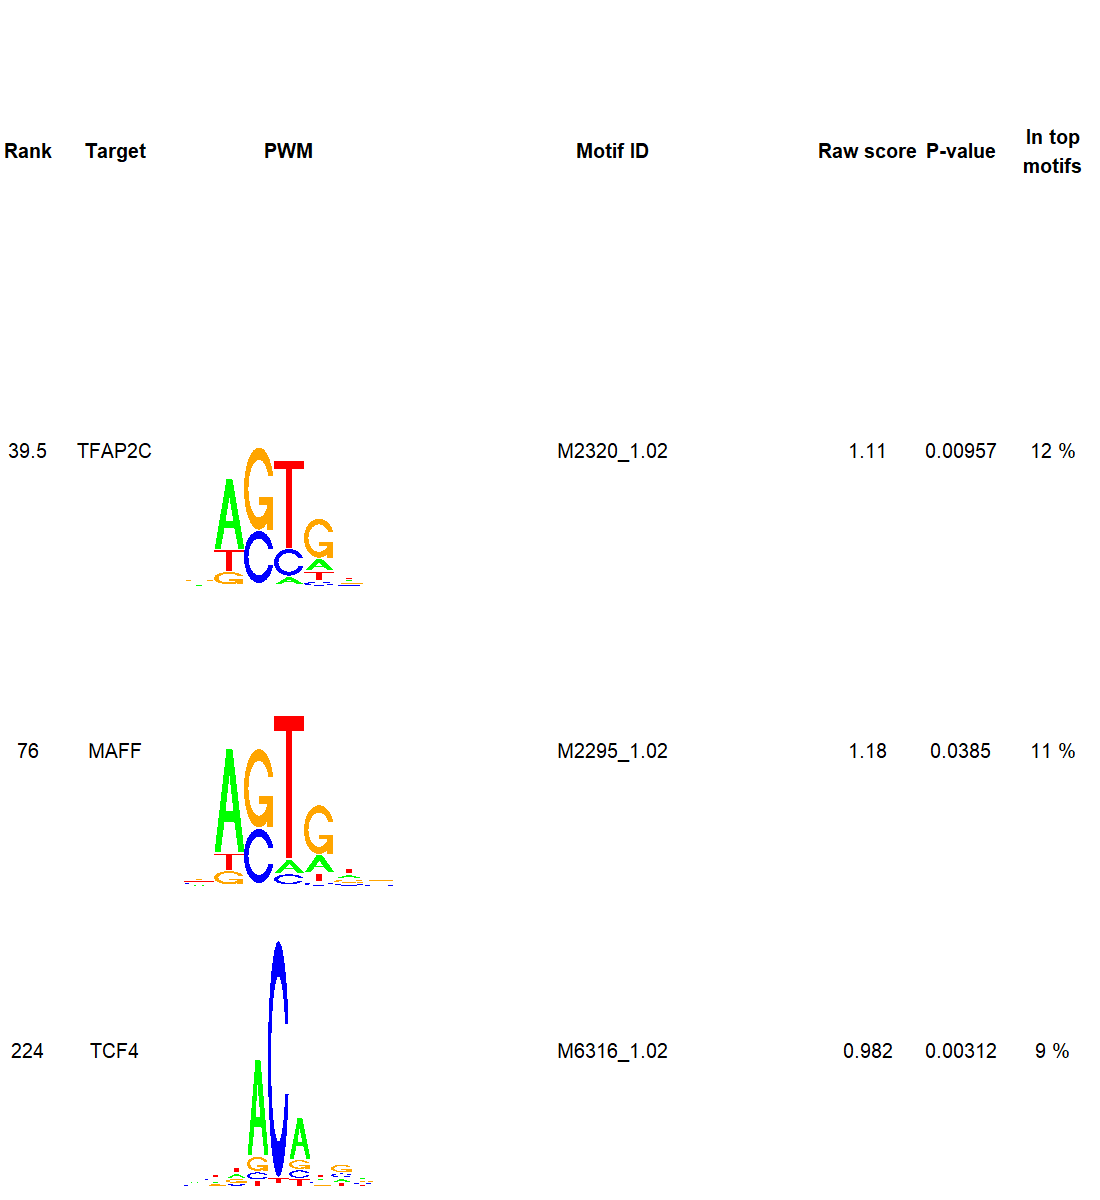 Rank Target PWM Motif ID Raw score P-value In top motifs
39.5 TFAP2C M2320_1.02 1.11 0.00957 12 %
76 MAFF M2295_1.02 1.18 0.0385 11 %
224 TCF4 M6316_1.02 0.982 0.00312 9 %